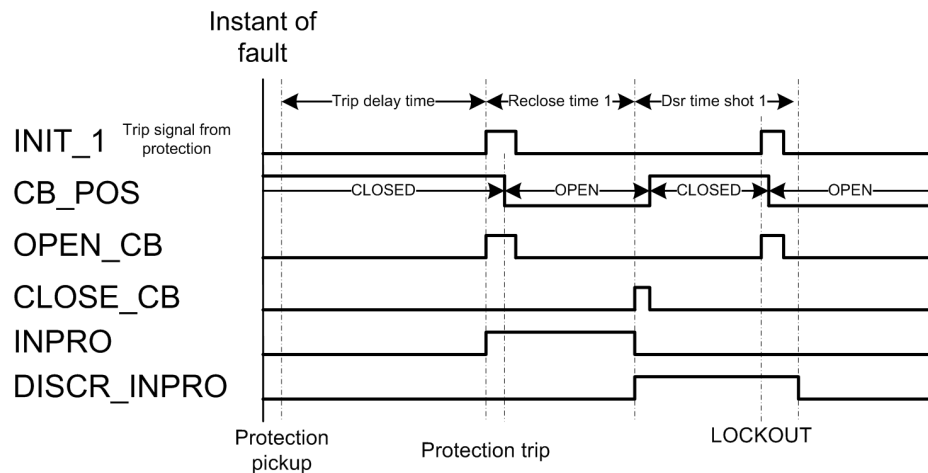 Instant of
fault
Trip delay time
Reclose time 1
Dsr time shot 1
INIT_1
Trip signal from
protection
CB_POS
CLOSED
OPEN
CLOSED
OPEN
OPEN_CB
CLOSE_CB
INPRO
DISCR_INPRO
Protection
pickup
Protection trip
LOCKOUT